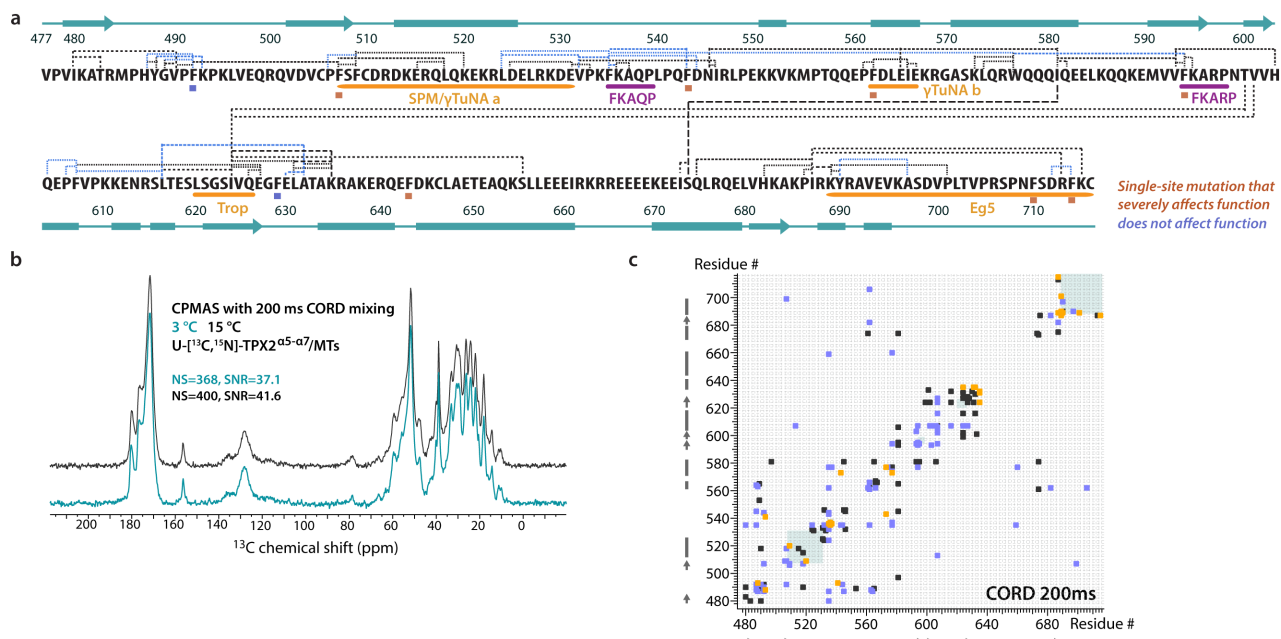 a
477 480 490 500 510 520 530 540 550 560 570 580 590 600
VPVIKATRMPHYGVPFKPKLVEQRQVDVCPFSFCDRDKERQLQKEKRLDELRKDEVPKFKAQPLPQFDNIRLPEKKVKMPTQQEPFDLEIEKRGASKLQRWQQQIQEELKQQKEMVVFKARPNTVVH
SPM/γTuNA a FKAQP γTuNA b FKARP
QEPFVPKKENRSLTESLSGSIVQEGFELATAKRAKERQEFDKCLAETEAQKSLLEEEIRKRREEEEKEEISQLRQELVHKAKPIRKYRAVEVKASDVPLTVPRSPNFSDRFKC
610 620 Trop 630 640 650 660 670 680 690 700 Eg5 710
Single-site mutation that
severely affects function
does not affect function
b
CPMAS with 200 ms CORD mixing
3 °C 15 °C
U-[¹³C,¹⁵N]-TPX2 α5-α7/MTs
NS=368, SNR=37.1
NS=400, SNR=41.6
200 180 160 140 120 100 80 60 40 20 0
¹³C chemical shift (ppm)
c
Residue #
700
680
660
640
620
600
580
560
540
520
500
480
CORD 200ms
480 520 560 600 640 680 Residue #